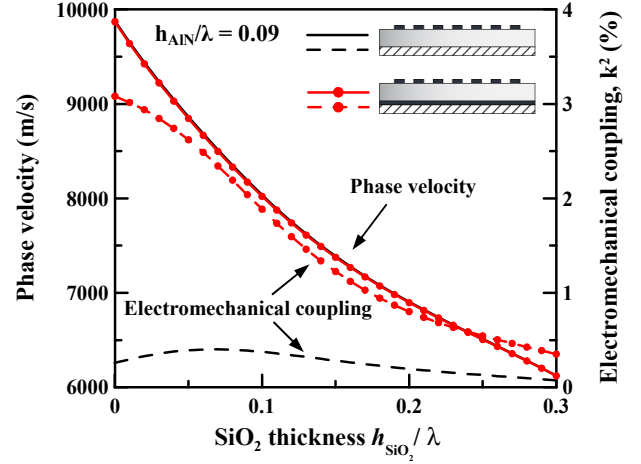 h_AlN/λ = 0.09
Phase velocity (m/s)
10000
9000
8000
7000
6000
Phase velocity
Electromechanical coupling
0
0.1
0.2
0.3
SiO₂ thickness h_SiO₂/ λ
4
3
2
1
0
Electromechanical coupling, k² (%)